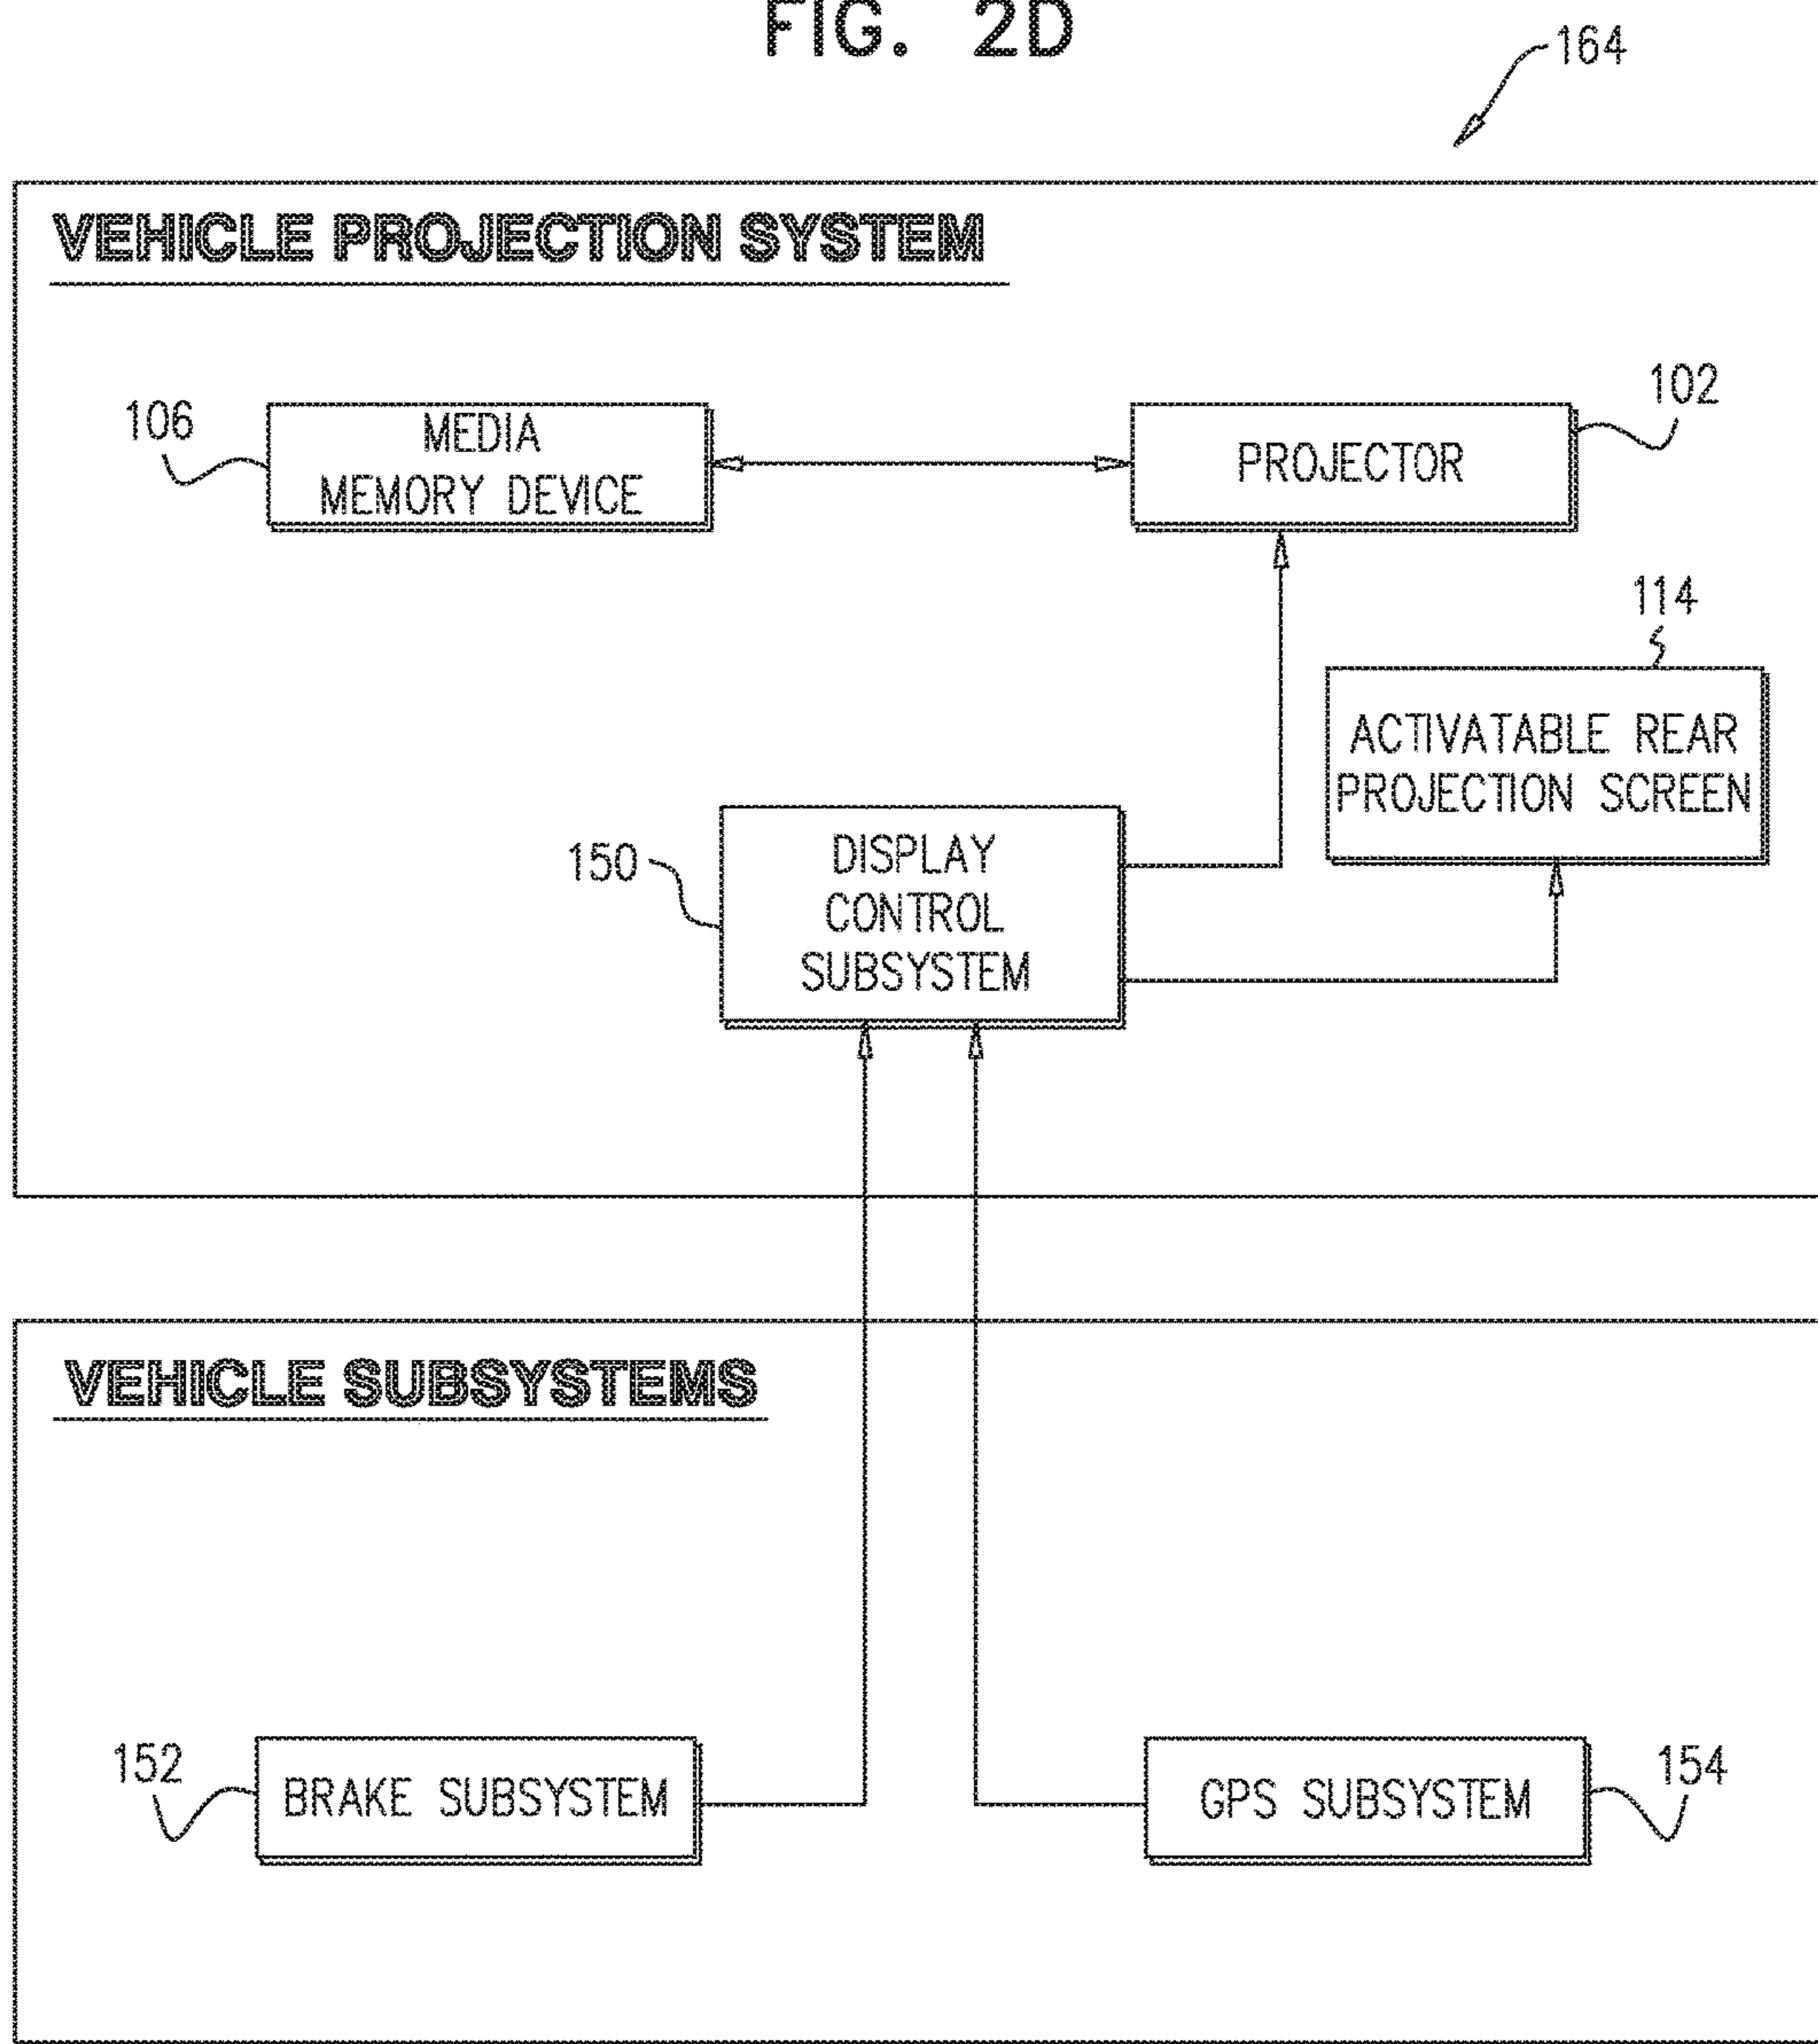 FIG. 2D
164
VEHICLE PROJECTION SYSTEM
106
MEDIA
MEMORY DEVICE
PROJECTOR
102
114
ACTIVATABLE REAR
PROJECTION SCREEN
150
DISPLAY
CONTROL
SUBSYSTEM
VEHICLE SUBSYSTEMS
152
BRAKE SUBSYSTEM
GPS SUBSYSTEM
154